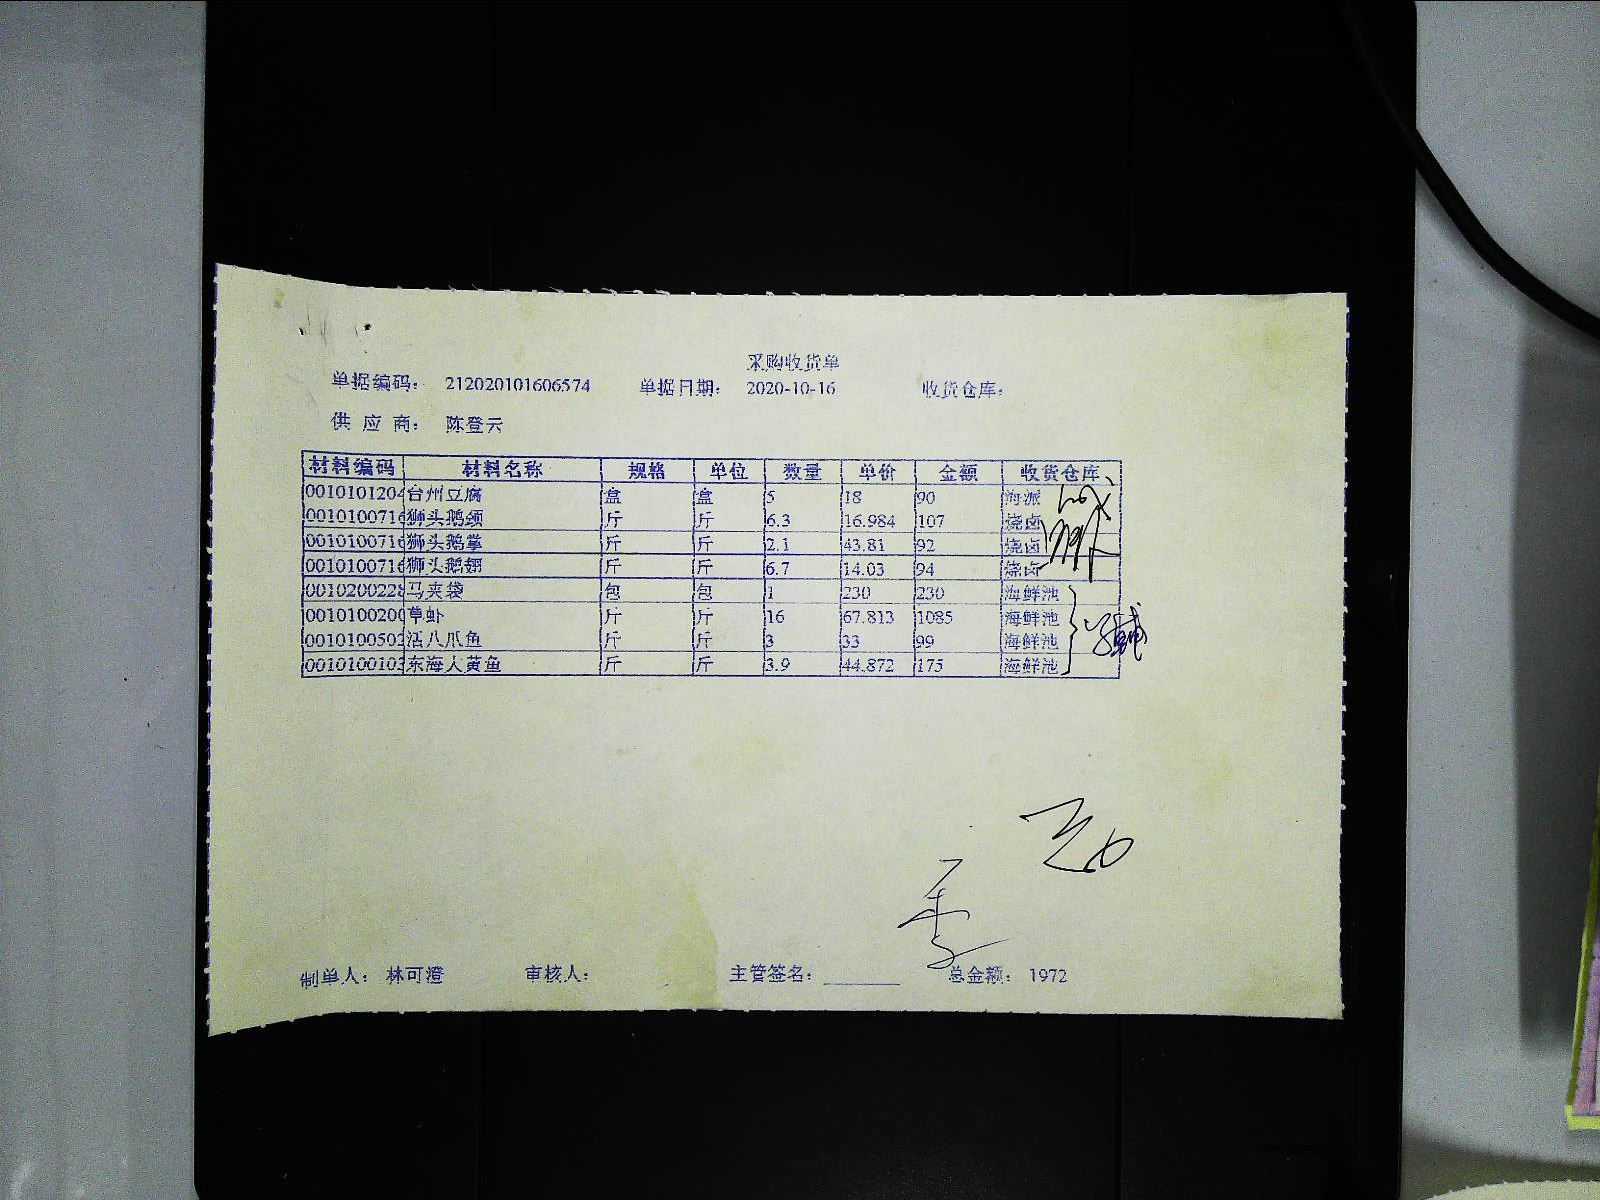 采购收货单
单据编码： 212020101606574 单据日期： 2020-10-16 收货仓库：
供 应 商： 陈登云
材料编码 材料名称 规格 单位 数量 单价 金额 收货仓库
0010101204 台州豆腐 盒 盒 5 18 90 海派
001010071 狮头鹅颈 斤 斤 6.3 16.984 107 烧卤
001010071 狮头鹅掌 斤 斤 2.1 43.81 92 烧卤
001010071 狮头鹅翅 斤 斤 6.7 14.03 94 烧卤
001020022 马夹袋 包 包 1 230 230 海鲜池
001010020 草虾 斤 斤 16 67.813 1085 海鲜池
001010050 活八爪鱼 斤 斤 3 33 99 海鲜池
001010010 东海大黄鱼 斤 斤 3.9 44.872 175 海鲜池
制单人： 林可澄 审核人： 主管签名： 总金额： 1972